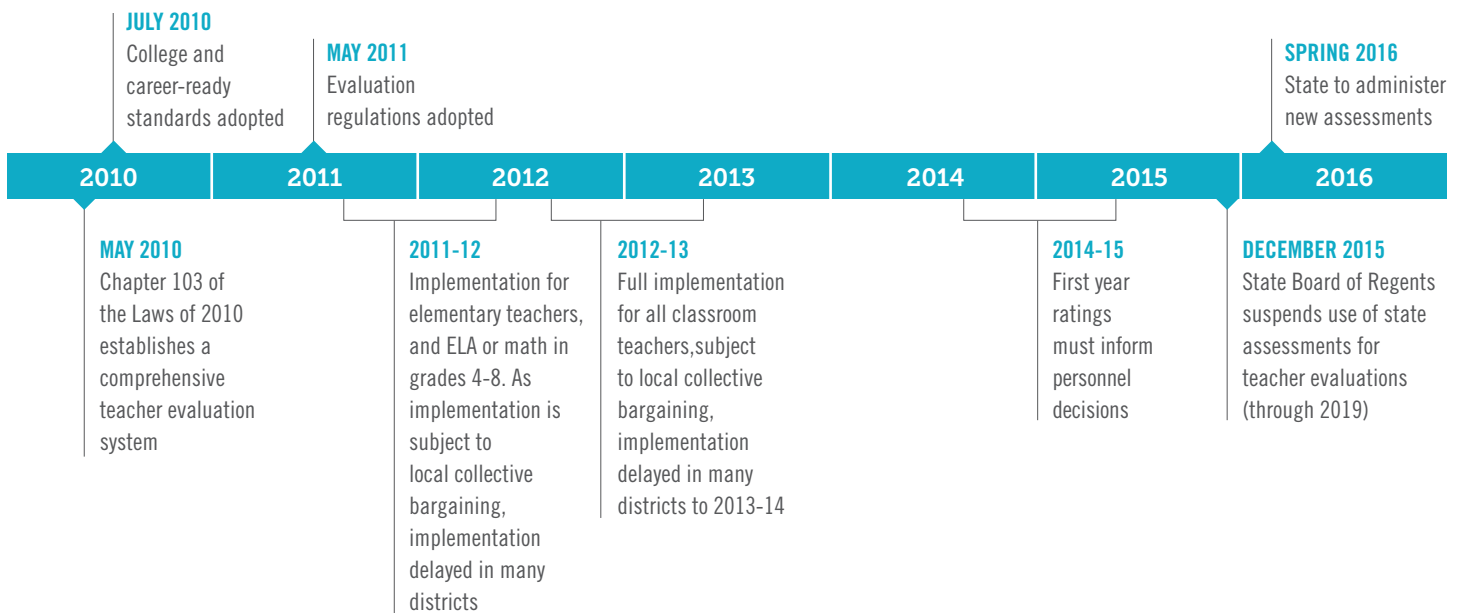 JULY 2010
College and
career-ready
standards adopted
MAY 2011
Evaluation
regulations adopted
SPRING 2016
State to administer
new assessments
2010
2011
2012
2013
2014
2015
2016
MAY 2010
Chapter 103 of
the Laws of 2010
establishes a
comprehensive
teacher evaluation
system
2011-12
Implementation for
elementary teachers,
and ELA or math in
grades 4-8. As
implementation is
subject to
local collective
bargaining,
implementation
delayed in many
districts
2012-13
Full implementation
for all classroom
teachers,subject
to local collective
bargaining,
implementation
delayed in many
districts to 2013-14
2014-15
First year
ratings
must inform
personnel
decisions
DECEMBER 2015
State Board of Regents
suspends use of state
assessments for
teacher evaluations
(through 2019)